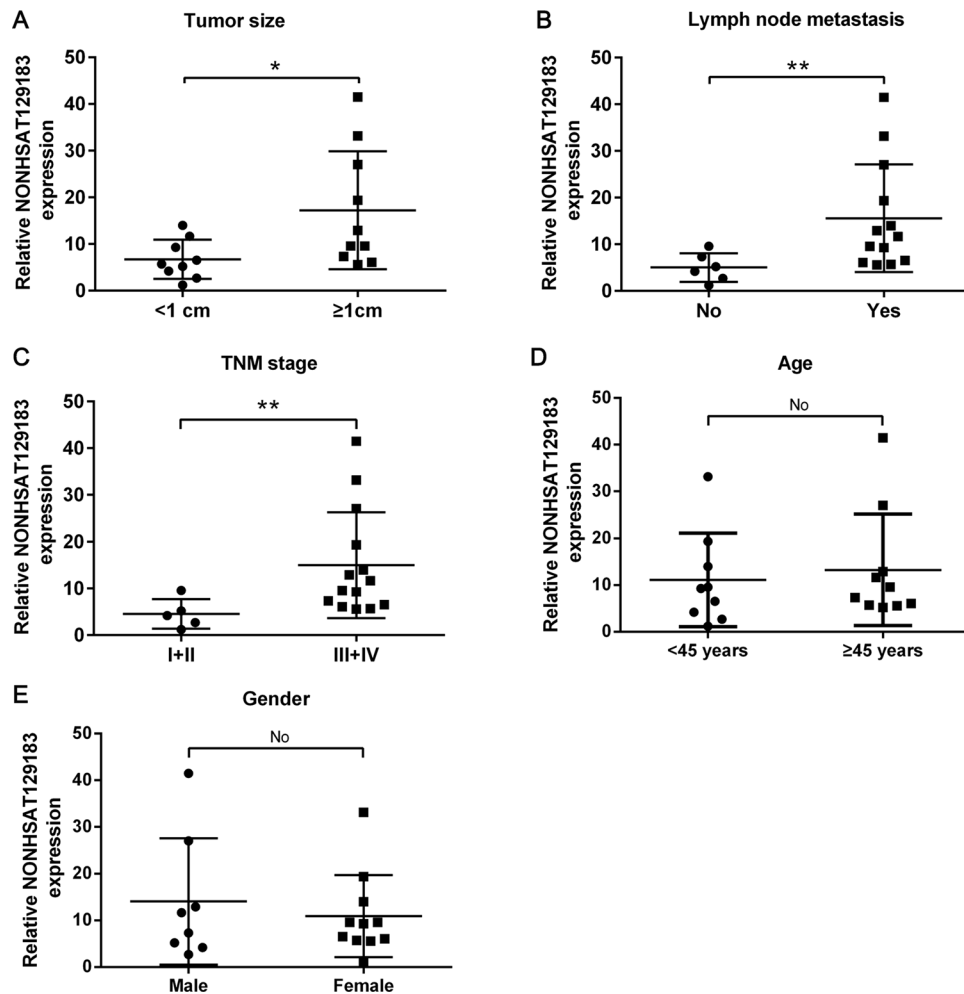 A
Tumor size
Relative NONHSAT129183
expression
50
40
30
20
10
0
*
<1 cm
≥1cm
B
Lymph node metastasis
Relative NONHSAT129183
expression
50
40
30
20
10
0
**
No
Yes
C
TNM stage
Relative NONHSAT129183
expression
50
40
30
20
10
0
**
I+II
III+IV
D
Age
Relative NONHSAT129183
expression
50
40
30
20
10
0
No
<45 years
≥45 years
E
Gender
Relative NONHSAT129183
expression
50
40
30
20
10
0
No
Male
Female